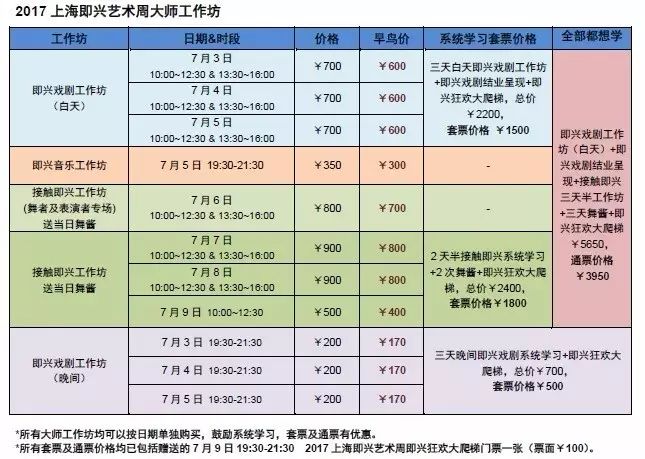 2017 上海即兴艺术周大师工作坊
工作坊 日期&时段 价格 早鸟价 系统学习套票价格 全部都想学
即兴戏剧工作坊
（白天）
7 月 3 日
10:00~12:30 & 13:30~16:00
￥700 ￥600
7 月 4 日
10:00~12:30 & 13:30~16:00
￥700 ￥600
7 月 5 日
10:00~12:30 & 13:30~16:00
￥700 ￥600
三天白天即兴戏剧工作坊
+即兴戏剧结业呈现+即
兴狂欢大爬梯，总价
￥2200，
套票价格 ￥1500
即兴音乐工作坊 7 月 5 日 19:30-21:30 ￥350 ￥300 -
接触即兴工作坊
(舞者及表演者专场)
送当日舞酱
7 月 6 日
10:00~12:30 & 13:30~16:00
￥800 ￥700 -
接触即兴工作坊
送当日舞酱
7 月 7 日
10:00~12:30 & 13:30~16:00
￥900 ￥800
7 月 8 日
10:00~12:30 & 13:30~16:00
￥900 ￥800
7 月 9 日 10:00~12:30 ￥500 ￥400
2 天半接触即兴系统学习
+2 次舞酱+即兴狂欢大爬
梯，总价￥2400，
套票价格￥1800
即兴戏剧工作
坊（白天）+即
兴戏剧结业呈
现+接触即兴
三天半工作坊
+三天舞酱+即
兴狂欢大爬梯
￥5650，
通票价格
￥3950
即兴戏剧工作坊
（晚间）
7 月 3 日 19:30-21:30 ￥200 ￥170
7 月 4 日 19:30-21:30 ￥200 ￥170
7 月 5 日 19:30-21:30 ￥200 ￥170
三天晚间即兴戏剧系统学习+即兴狂欢大
爬梯，总价￥700，
套票价格￥500
*所有大师工作坊均可以按日期单独购买，鼓励系统学习，套票及通票有优惠。
*所有套票及通票价格均已包括赠送的 7 月 9 日 19:30-21:30 2017 上海即兴艺术周即兴狂欢大爬梯门票一张（票面￥100）。